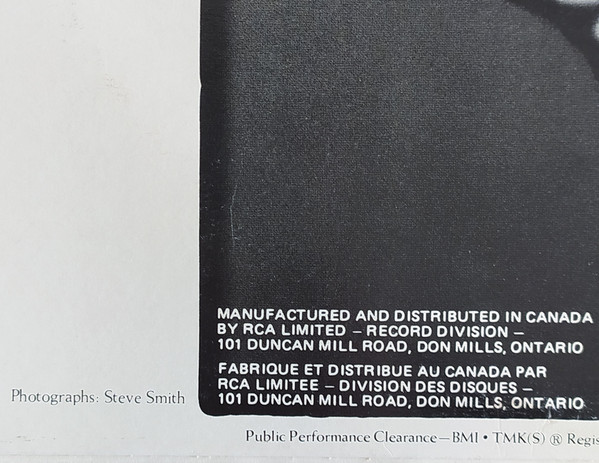 MANUFACTURED AND DISTRIBUTED IN CANADA
BY RCA LIMITED – RECORD DIVISION –
101 DUNCAN MILL ROAD, DON MILLS, ONTARIO
FABRIQUE ET DISTRIBUE AU CANADA PAR
RCA LIMITEE – DIVISION DES DISQUES –
101 DUNCAN MILL ROAD, DON MILLS, ONTARIO
Photographs: Steve Smith
Public Performance Clearance—BMI • TMK(S) ® Regis